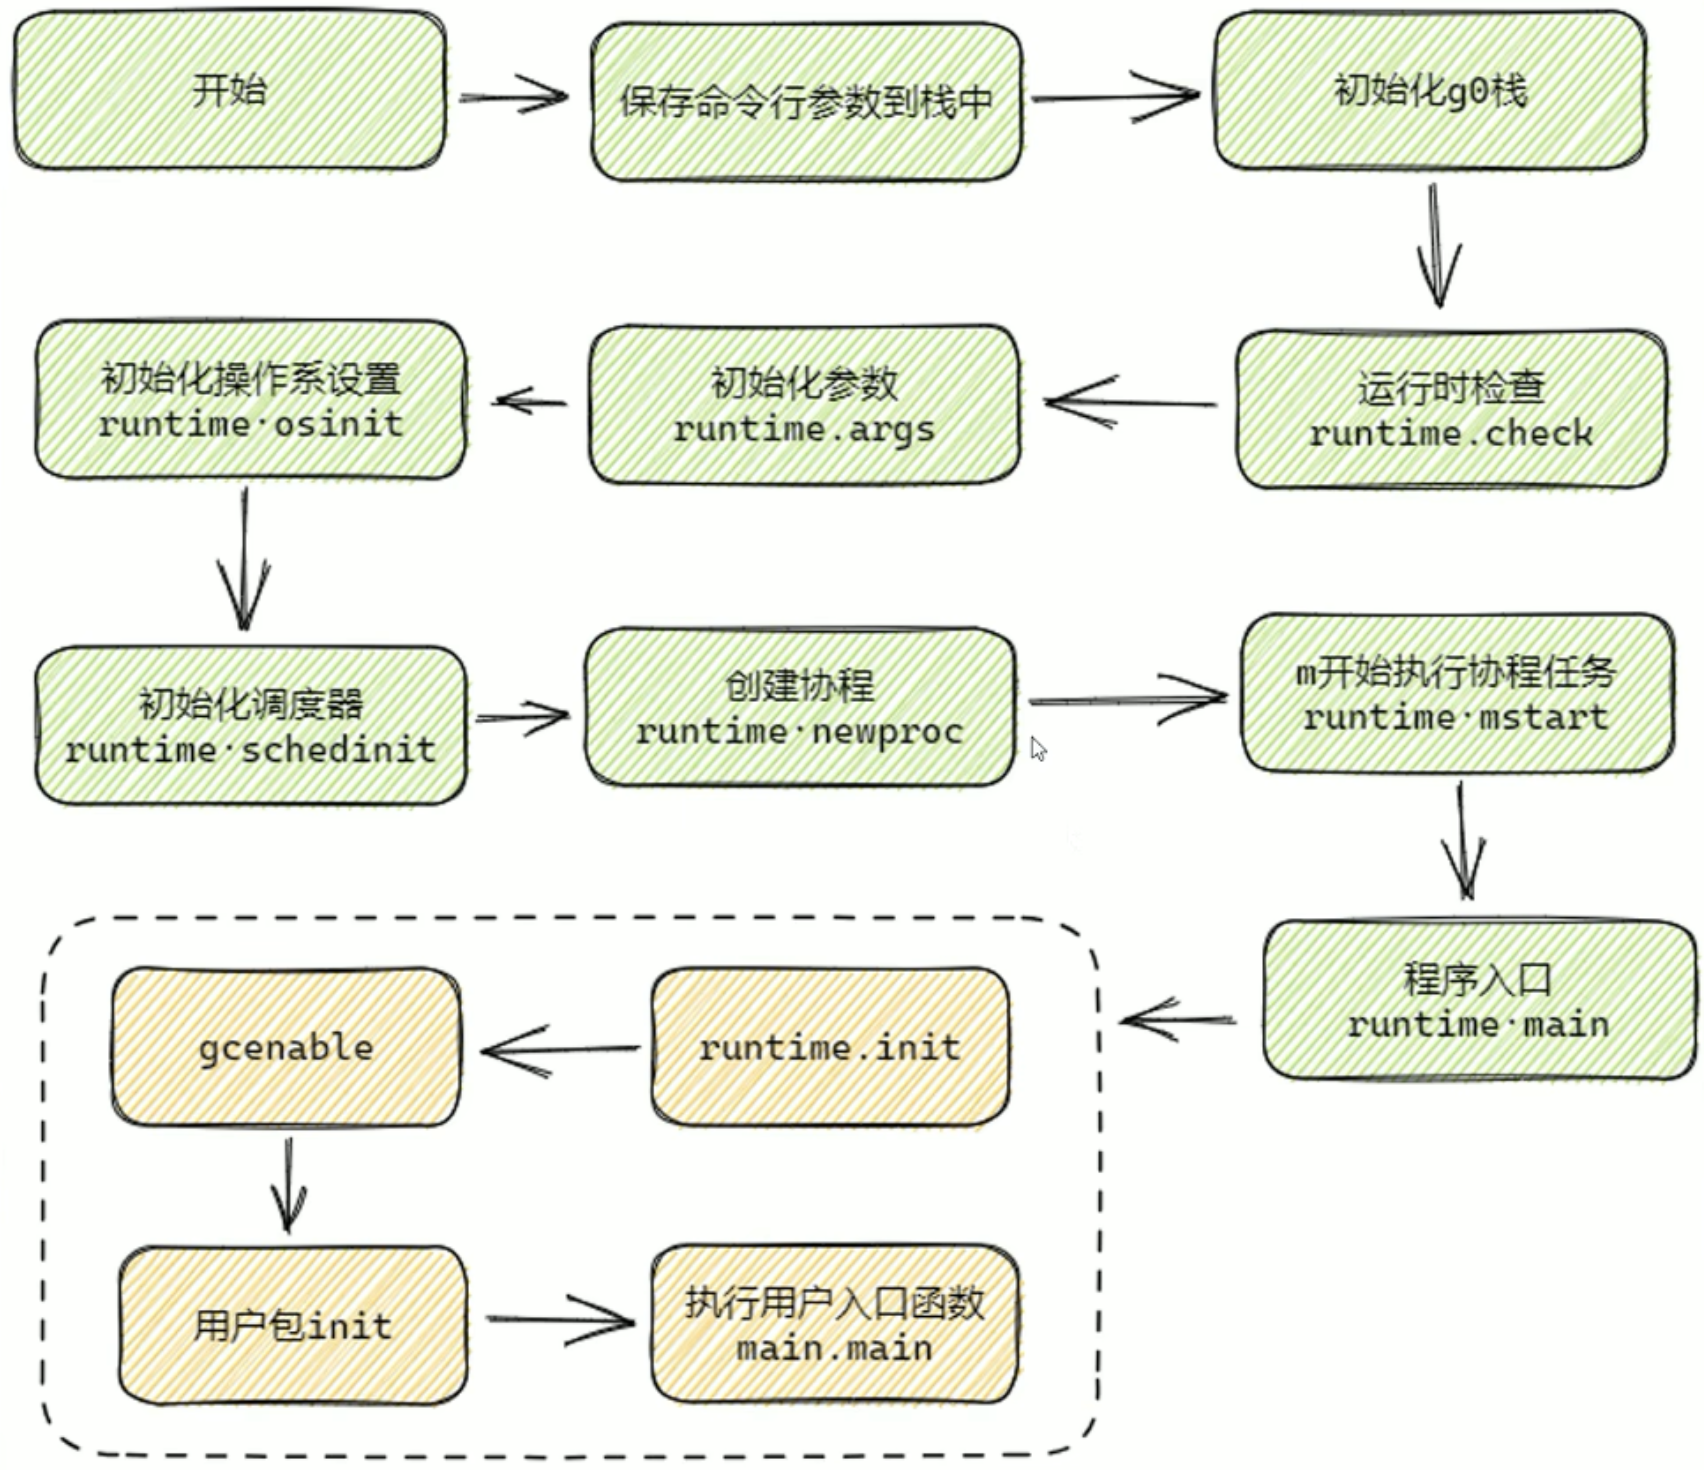 开始
保存命令行参数到栈中
初始化g0栈
运行时检查
runtime.check
初始化参数
runtime.args
初始化操作系设置
runtime·osinit
初始化调度器
runtime·schedinit
创建协程
runtime·newproc
m开始执行协程任务
runtime·mstart
程序入口
runtime·main
runtime.init
gcenable
用户包init
执行用户入口函数
main.main